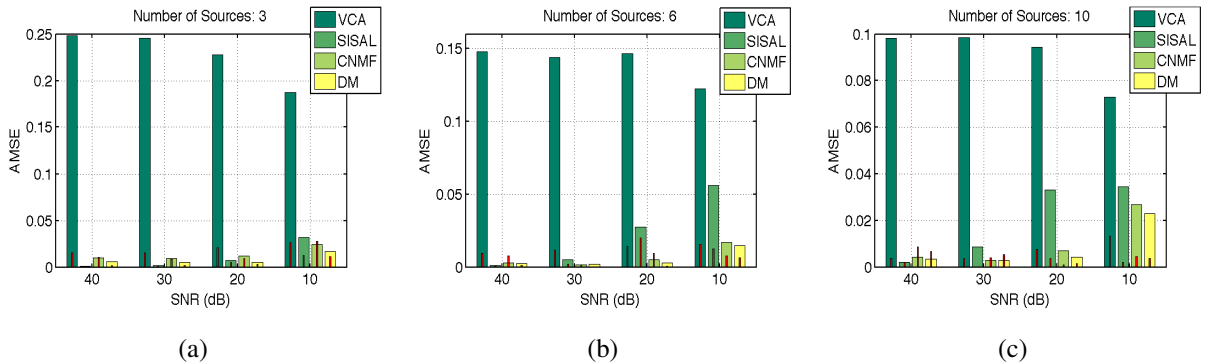 Number of Sources: 3
VCA
SISAL
CNMF
DM
0.25
0.2
0.25
0.1
0.05
0
AMSE
40
30
20
10
SNR (dB)
(a)
Number of Sources: 6
VCA
SISAL
CNMF
DM
0.15
0.1
0.05
0
AMSE
40
30
20
10
SNR (dB)
(b)
Number of Sources: 10
VCA
SISAL
CNMF
DM
0.1
0.08
0.06
0.04
0.02
0
AMSE
40
30
20
10
SNR (dB)
(c)